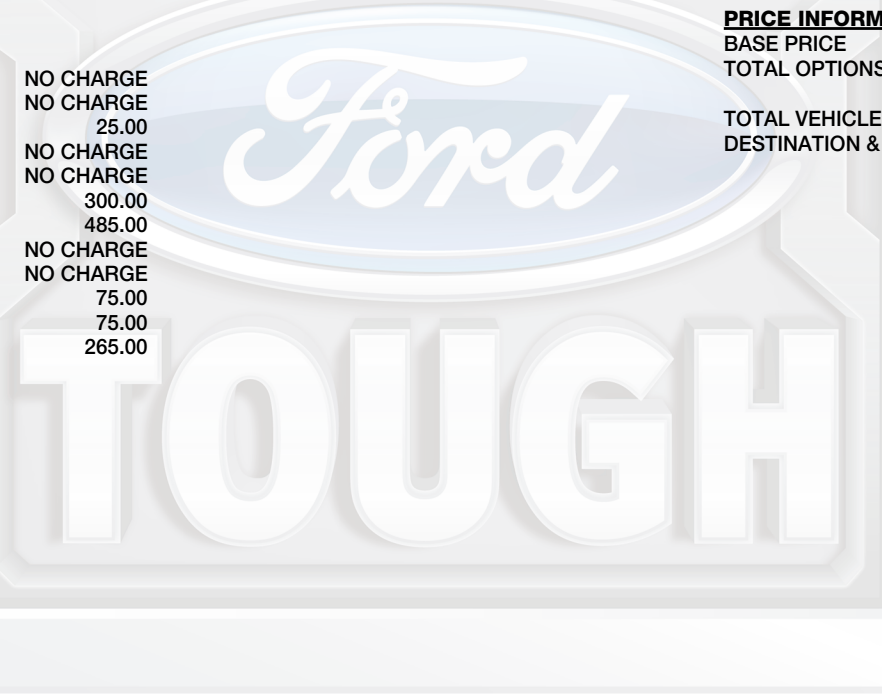 NO CHARGE
NO CHARGE
25.00
NO CHARGE
NO CHARGE
300.00
485.00
NO CHARGE
NO CHARGE
75.00
75.00
265.00
PRICE INFORM
BASE PRICE
TOTAL OPTIONS
TOTAL VEHICLE
DESTINATION &
Ford
TOUGH